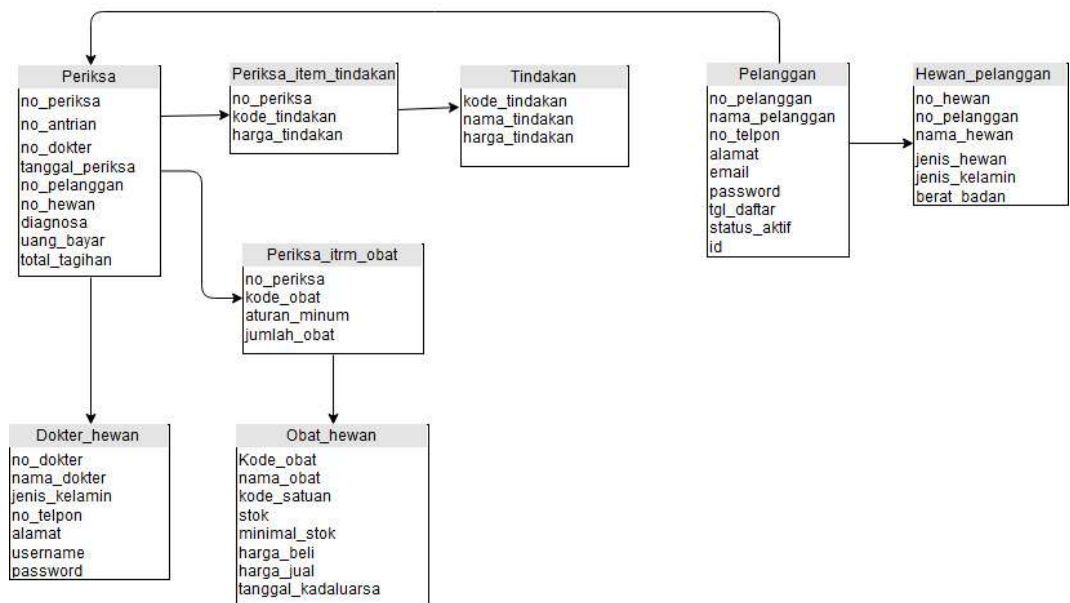 Periksa
no_periksa
no_antrian
no_dokter
tanggal_periksa
no_pelanggan
no_hewan
diagnosa
uang_bayar
total_tagihan
Periksa_item_tindakan
no_periksa
kode_tindakan
harga_tindakan
Tindakan
kode_tindakan
nama_tindakan
harga_tindakan
Pelanggan
no_pelanggan
nama_pelanggan
no_telpon
alamat
email
password
tgl_daftar
status_aktif
id
Hewan_pelanggan
no_hewan
no_pelanggan
nama_hewan
jenis_hewan
jenis_kelamin
berat_badan
Periksa_itrm_obat
no_periksa
kode_obat
aturan_minum
jumlah_obat
Dokter_hewan
no_dokter
nama_dokter
jenis_kelamin
no_telpon
alamat
username
password
Obat_hewan
Kode_obat
nama_obat
kode_satuan
stok
minimal_stok
harga_beli
harga_jual
tanggal_kadaluarsa